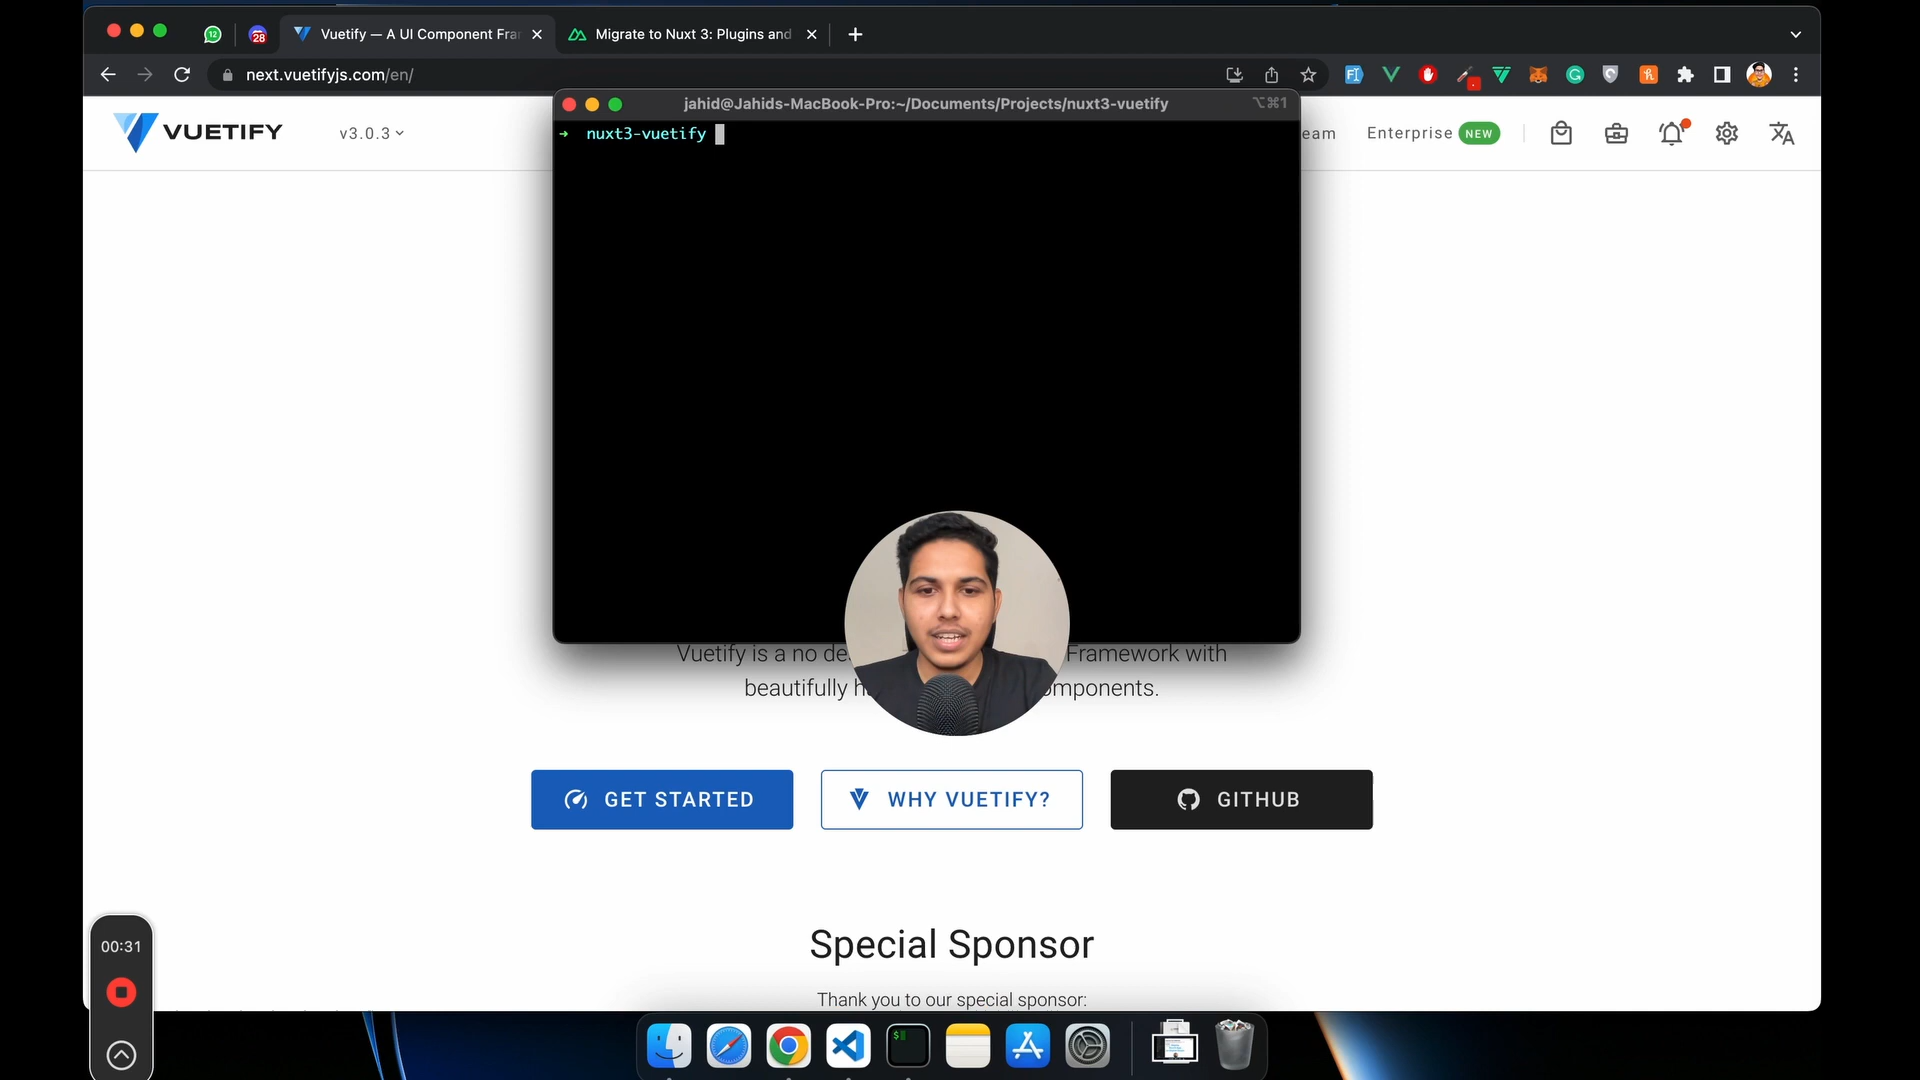 12
28
Vuetify — A UI Component Fra
Migrate to Nuxt 3: Plugins and
next.vuetifyjs.com/en/
jahid@Jahids-MacBook-Pro:~/Documents/Projects/nuxt3-vuetify
⌥⌘1
→ nuxt3-vuetify
VUETIFY
v3.0.3
eam
Enterprise
NEW
Vuetify is a no de
Framework with
beautifully h
mponents.
GET STARTED
WHY VUETIFY?
GITHUB
Special Sponsor
Thank you to our special sponsor:
00:31